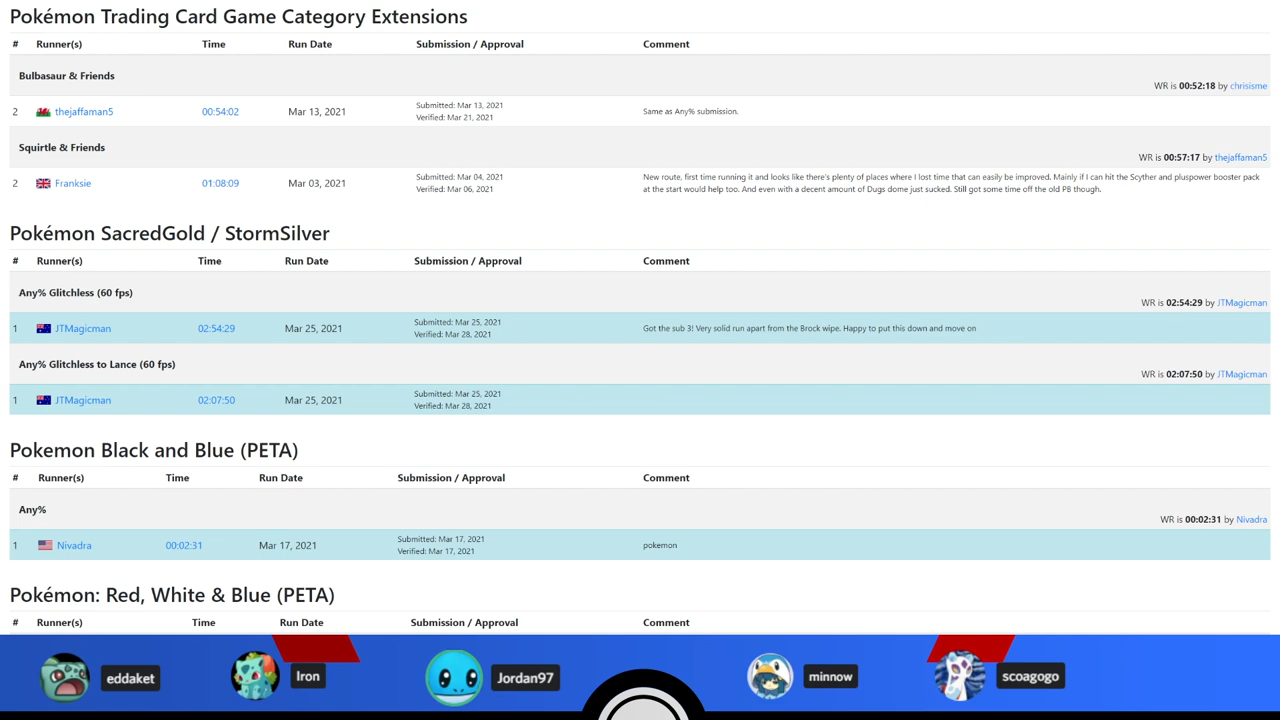 Pokémon Trading Card Game Category Extensions
# Runner(s) Time Run Date Submission / Approval Comment
Bulbasaur & Friends
WR is 00:52:18 by chrisisme
2 thejaffaman5 00:54:02 Mar 13, 2021 Submitted: Mar 13, 2021 Same as Any% submission.
Verified: Mar 21, 2021
Squirtle & Friends
WR is 00:57:17 by thejaffaman5
2 Franksie 01:08:09 Mar 03, 2021 Submitted: Mar 04, 2021 New route, first time running it and looks like there's plenty of places where I lost time that can easily be improved. Mainly if I can hit the Scyther and pluspower booster pack
Verified: Mar 06, 2021 at the start would help too. And even with a decent amount of Dugs dome just sucked. Still got some time off the old PB though.
Pokémon SacredGold / StormSilver
# Runner(s) Time Run Date Submission / Approval Comment
Any% Glitchless (60 fps)
WR is 02:54:29 by JTMagicman
1 JTMagicman 02:54:29 Mar 25, 2021 Submitted: Mar 25, 2021 Got the sub 3! Very solid run apart from the Brock wipe. Happy to put this down and move on
Verified: Mar 28, 2021
Any% Glitchless to Lance (60 fps)
WR is 02:07:50 by JTMagicman
1 JTMagicman 02:07:50 Mar 25, 2021 Submitted: Mar 25, 2021
Verified: Mar 28, 2021
Pokemon Black and Blue (PETA)
# Runner(s) Time Run Date Submission / Approval Comment
Any%
WR is 00:02:31 by Nivadra
1 Nivadra 00:02:31 Mar 17, 2021 Submitted: Mar 17, 2021 pokemon
Verified: Mar 17, 2021
Pokémon: Red, White & Blue (PETA)
# Runner(s) Time Run Date Submission / Approval Comment
eddaket Iron Jordan97 minnow scoagogo